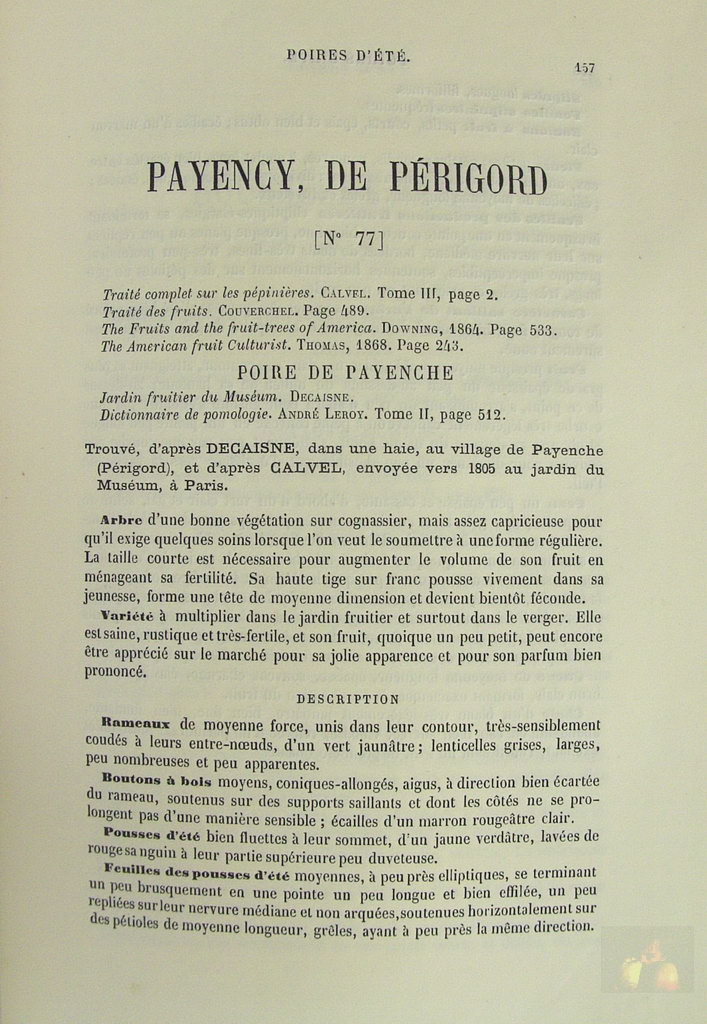 POIRES D'ÉTÉ.
157
PAYENCY, DE PÉRIGORD
[N° 77]
Traité complet sur les pépinières. CALVEL. Tome III, page 2.
Traité des fruits. COUVERCHEL. Page 489.
The Fruits and the fruit-trees of America. DOWNING, 1864. Page 533.
The American fruit Culturist. THOMAS, 1868. Page 243.
POIRE DE PAYENCHE
Jardin fruitier du Muséum. DECAISNE.
Dictionnaire de pomologie. ANDRÉ LEROY. Tome II, page 512.
Trouvé, d'après DECAISNE, dans une haie, au village de Payenche
(Périgord), et d'après CALVEL, envoyée vers 1805 au jardin du
Muséum, à Paris.
Arbre d'une bonne végétation sur cognassier, mais assez capricieuse pour
qu'il exige quelques soins lorsque l'on veut le soumettre à une forme régulière.
La taille courte est nécessaire pour augmenter le volume de son fruit en
ménageant sa fertilité. Sa haute tige sur franc pousse vivement dans sa
jeunesse, forme une tête de moyenne dimension et devient bientôt féconde.
Variété à multiplier dans le jardin fruitier et surtout dans le verger. Elle
est saine, rustique et très-fertile, et son fruit, quoique un peu petit, peut encore
être apprécié sur le marché pour sa jolie apparence et pour son parfum bien
prononcé.
DESCRIPTION
Rameaux de moyenne force, unis dans leur contour, très-sensiblement
coudés à leurs entre-nœuds, d'un vert jaunâtre; lenticelles grises, larges,
peu nombreuses et peu apparentes.
Boutons à bois moyens, coniques-allongés, aigus, à direction bien écartée
du rameau, soutenus sur des supports saillants et dont les côtés ne se pro-
longent pas d'une manière sensible; écailles d'un marron rougeâtre clair.
Pousses d'été bien fluettes à leur sommet, d'un jaune verdâtre, lavées de
rouge sanguin à leur partie supérieure peu duveteuse.
Feuilles des pousses d'été moyennes, à peu près elliptiques, se terminant
un peu brusquement en une pointe un peu longue et bien effilée, un peu
repliées sur leur nervure médiane et non arquées, soutenues horizontalement sur
des pétioles de moyenne longueur, grêles, ayant à peu près la même direction.